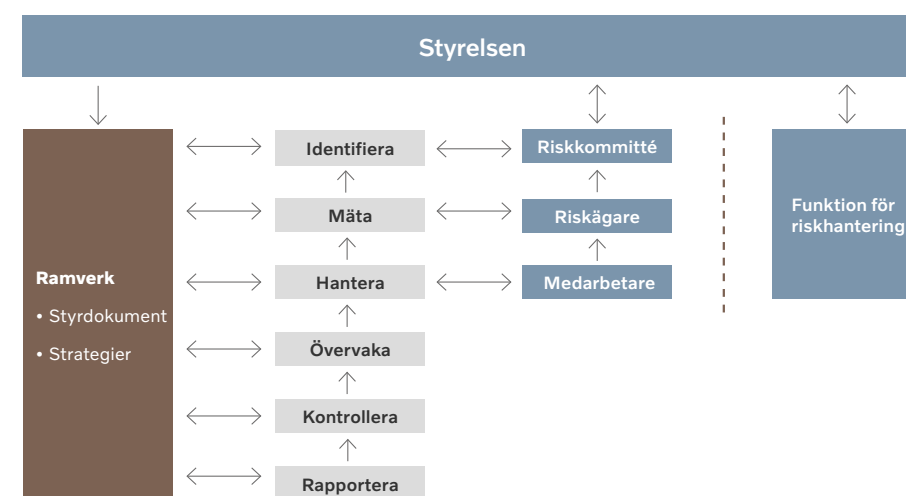 Styrelsen
Ramverk
• Styrdokument
• Strategier
Identifiera
Mäta
Hantera
Övervaka
Kontrollera
Rapportera
Riskkommitté
Riskägare
Medarbetare
Funktion för
riskhantering